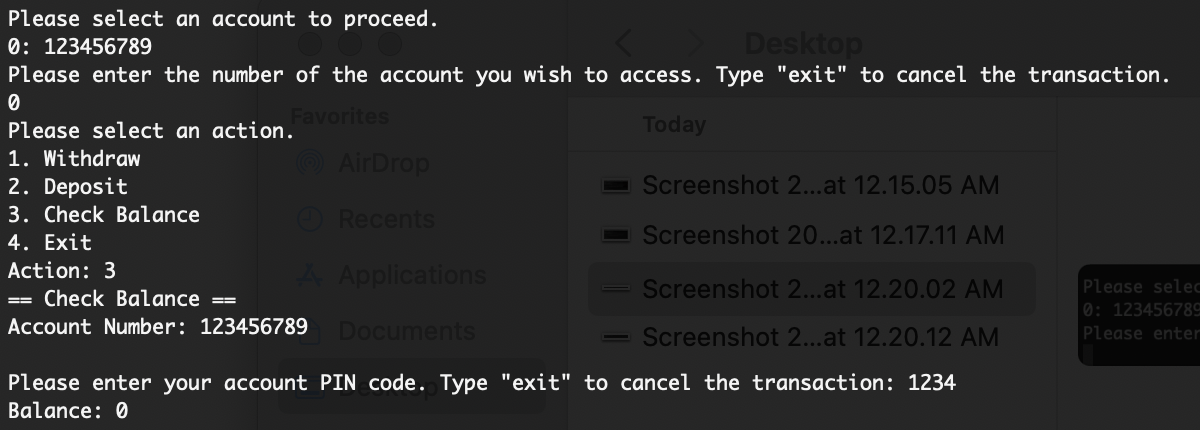 Please select an account to proceed.
0: 123456789
Please enter the number of the account you wish to access. Type "exit" to cancel the transaction.
0
Please select an action.
1. Withdraw
2. Deposit
3. Check Balance
4. Exit
Action: 3
== Check Balance ==
Account Number: 123456789
Please enter your account PIN code. Type "exit" to cancel the transaction: 1234
Balance: 0
Desktop
Favorites
AirDrop
Recents
Applications
Documents
Desktop
Today
Screenshot 2...at 12.15.05 AM
Screenshot 20...at 12.17.11 AM
Screenshot 2...at 12.20.02 AM
Screenshot 2...at 12.20.12 AM
Please selec
0: 123456789
Please enter